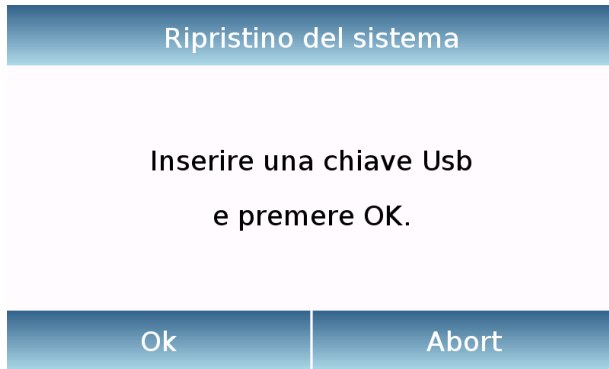 Ripristino del sistema
Inserire una chiave Usb
e premere OK.
Ok
Abort